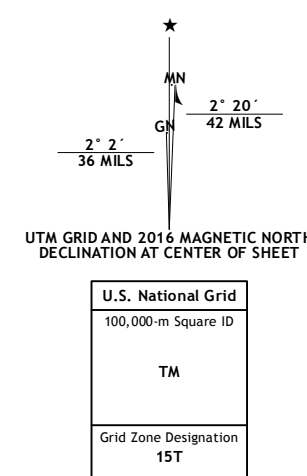 ★
MN
2° 20´
42 MILS
GN
2° 2´
36 MILS
UTM GRID AND 2016 MAGNETIC NORTH
DECLINATION AT CENTER OF SHEET
U.S. National Grid
100,000-m Square ID
TM
Grid Zone Designation
15T